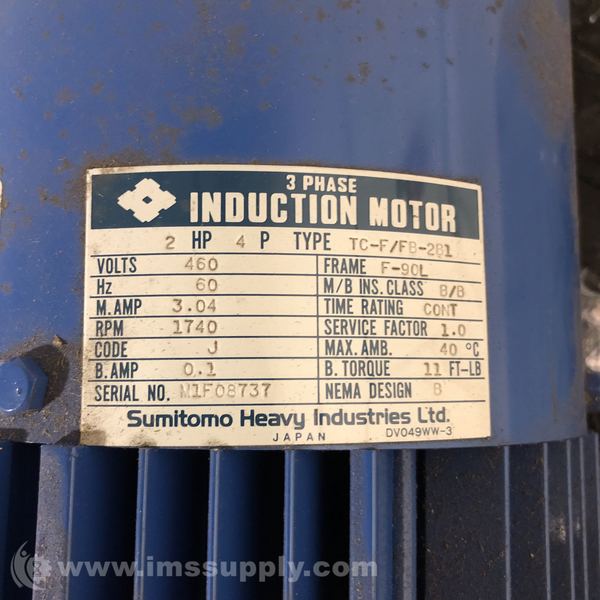 3 PHASE
INDUCTION MOTOR
2 HP 4 P TYPE TC-F/FB-2B1
VOLTS 460 FRAME F-90L
Hz 60 M/B INS. CLASS B/B
M. AMP 3.04 TIME RATING CONT
RPM 1740 SERVICE FACTOR 1.0
CODE J MAX. AMB. 40 °C
B. AMP 0.1 B. TORQUE 11 FT-LB
SERIAL NO. M1F08737 NEMA DESIGN B
Sumitomo Heavy Industries Ltd.
JAPAN DV049WW-3
www.imssupply.com